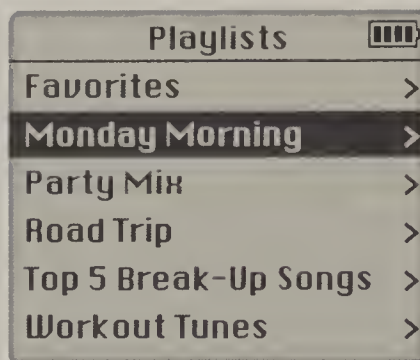 Playlists
Favorites >
Monday Morning >
Party Mix >
Road Trip >
Top 5 Break-Up Songs >
Workout Tunes >